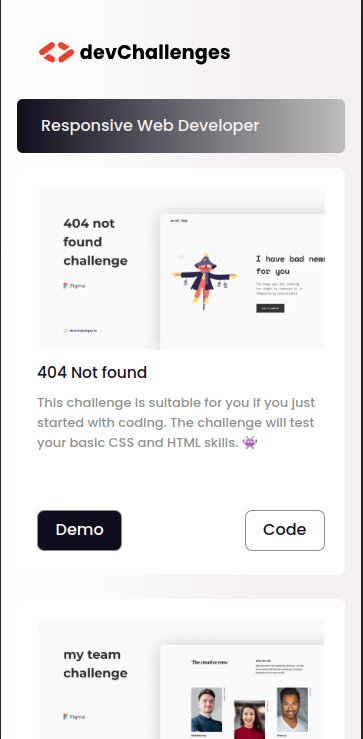 devChallenges
Responsive Web Developer
404 not
found
challenge
Figma
devchallenges.io
404 NOT FOUND
I have bad news
for you
The page you are looking
for might be removed or is
temporarily unavailable
404 Not found
This challenge is suitable for you if you just
started with coding. The challenge will test
your basic CSS and HTML skills. 👾
Demo
Code
my team
challenge
Figma
The creative crew